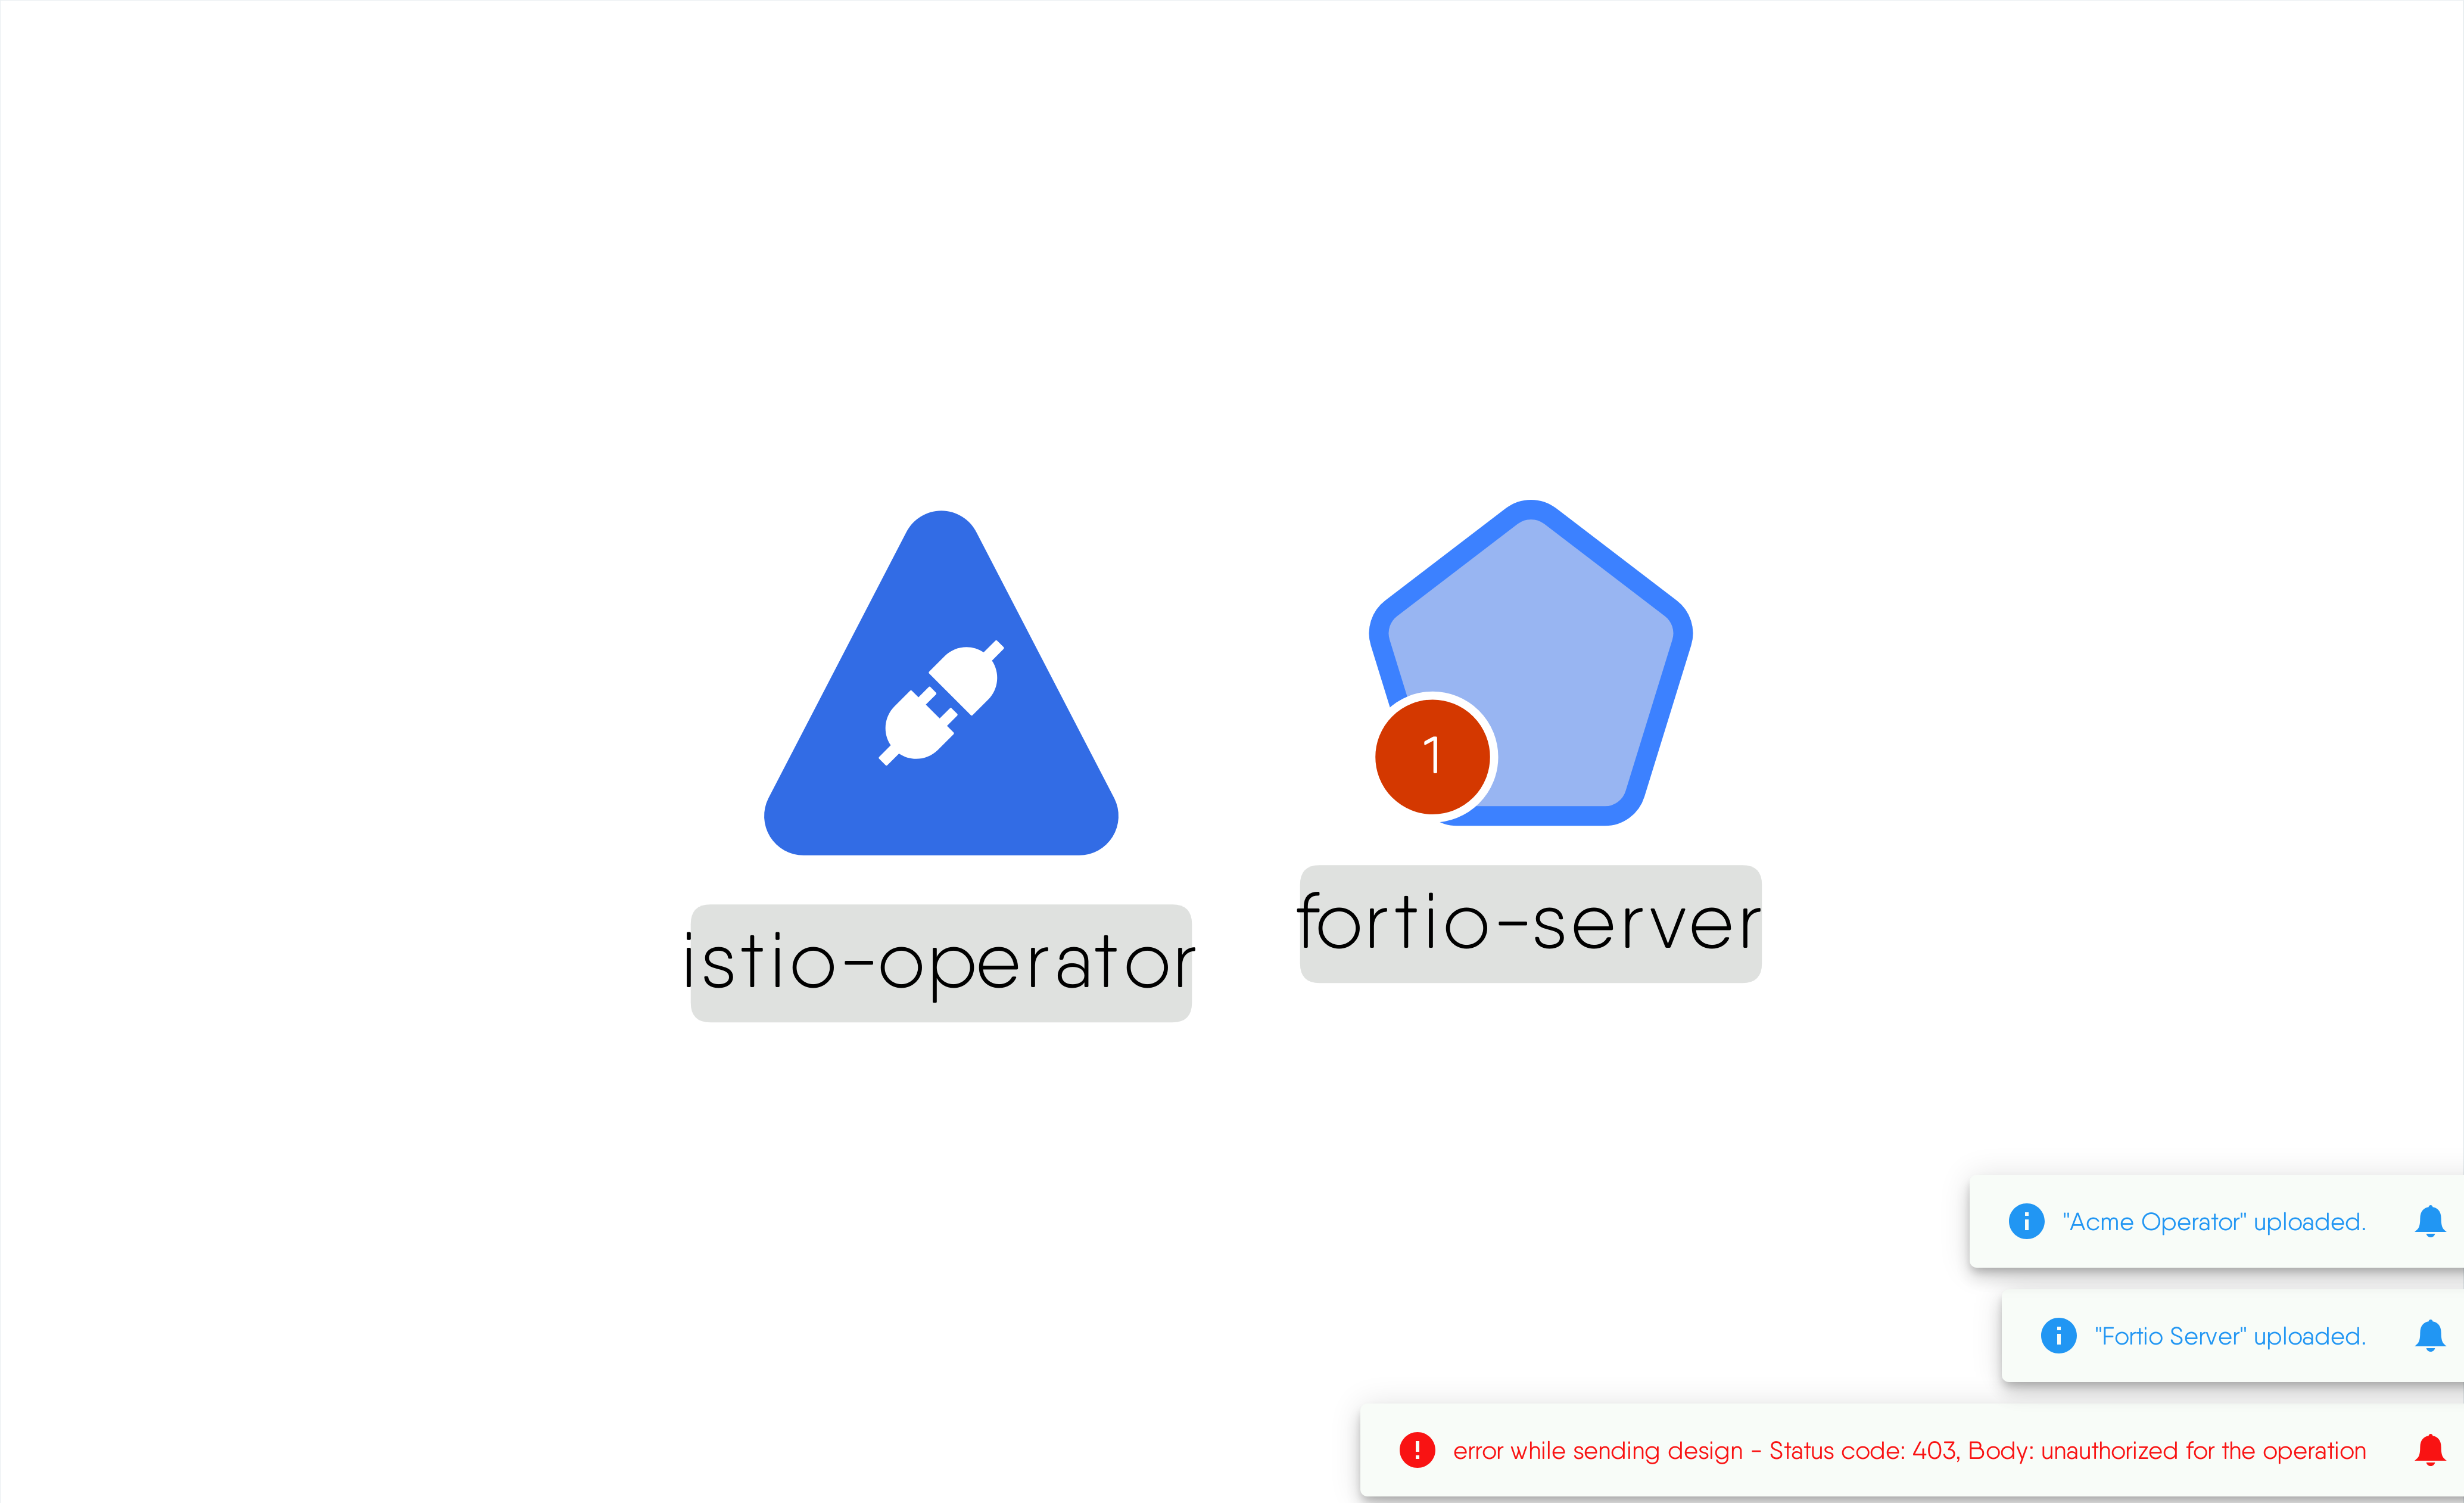 1
istio-operator
fortio-server
"Acme Operator" uploaded.
"Fortio Server" uploaded.
error while sending design - Status code: 403, Body: unauthorized for the operation